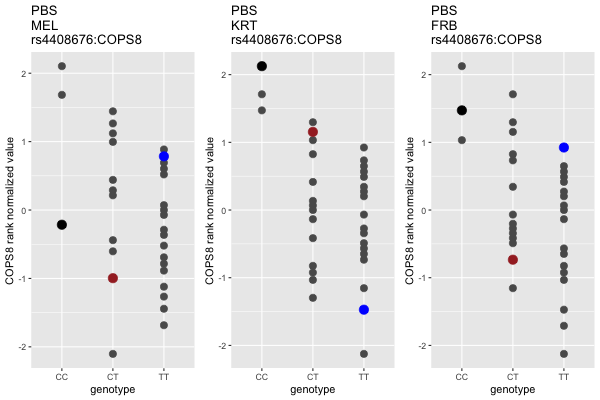 PBS
MEL
rs4408676:COPS8
COPS8 rank normalized value
2
1
0
-1
-2
CC
CT
TT
genotype
PBS
KRT
rs4408676:COPS8
COPS8 rank normalized value
2
1
0
-1
-2
CC
CT
TT
genotype
PBS
FRB
rs4408676:COPS8
COPS8 rank normalized value
2
1
0
-1
-2
CC
CT
TT
genotype